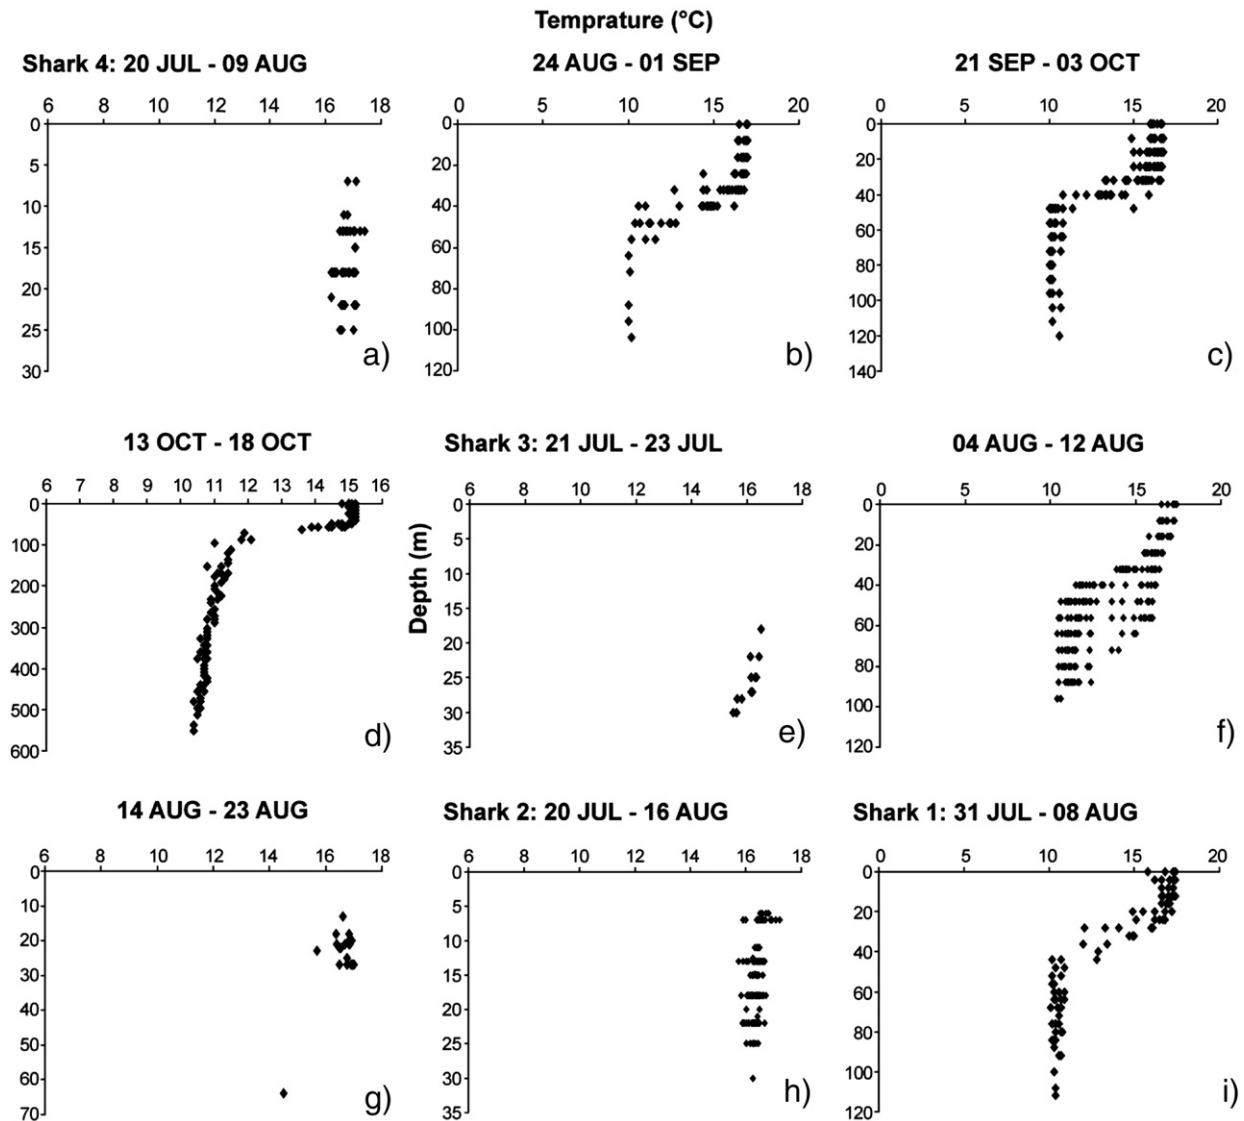 Temprature (°C)
Shark 4: 20 JUL - 09 AUG
6 8 10 12 14 16 18
0
5
10
15
20
25
30
a)
24 AUG - 01 SEP
0 5 10 15 20
0
20
40
60
80
100
120
b)
21 SEP - 03 OCT
0 5 10 15 20
0
20
40
60
80
100
120
140
c)
13 OCT - 18 OCT
6 7 8 9 10 11 12 13 14 15 16
0
100
200
300
400
500
600
d)
Shark 3: 21 JUL - 23 JUL
6 8 10 12 14 16 18
Depth (m)
0
5
10
15
20
25
30
35
e)
04 AUG - 12 AUG
0 5 10 15 20
0
20
40
60
80
100
120
f)
14 AUG - 23 AUG
6 8 10 12 14 16 18
0
10
20
30
40
50
60
70
g)
Shark 2: 20 JUL - 16 AUG
6 8 10 12 14 16 18
0
5
10
15
20
25
30
35
h)
Shark 1: 31 JUL - 08 AUG
0 5 10 15 20
0
20
40
60
80
100
120
i)